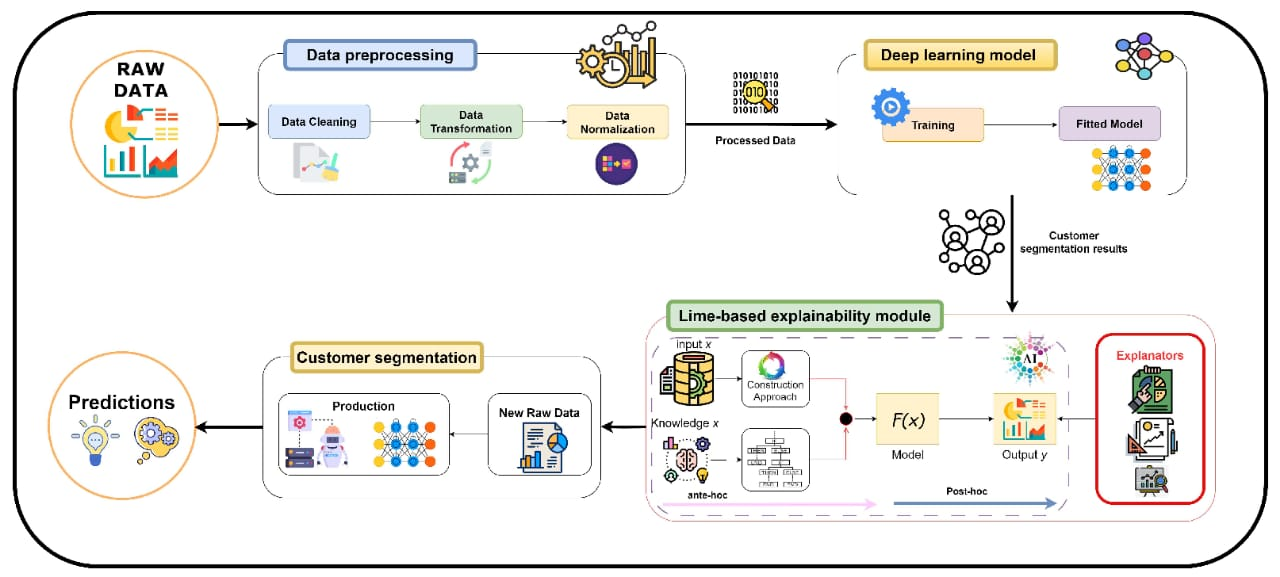 RAW
DATA
Data preprocessing
Data Cleaning
Data
Transformation
Data
Normalization
01010101
010
Processed Data
Deep learning model
Training
Fitted Model
Customer
segmentation results
Lime-based explainability module
Input x
Construction
Approach
Knowledge x
ante-hoc
F(x)
Model
AI
Output y
Post-hoc
Explanators
Customer segmentation
Production
New Raw Data
Predictions